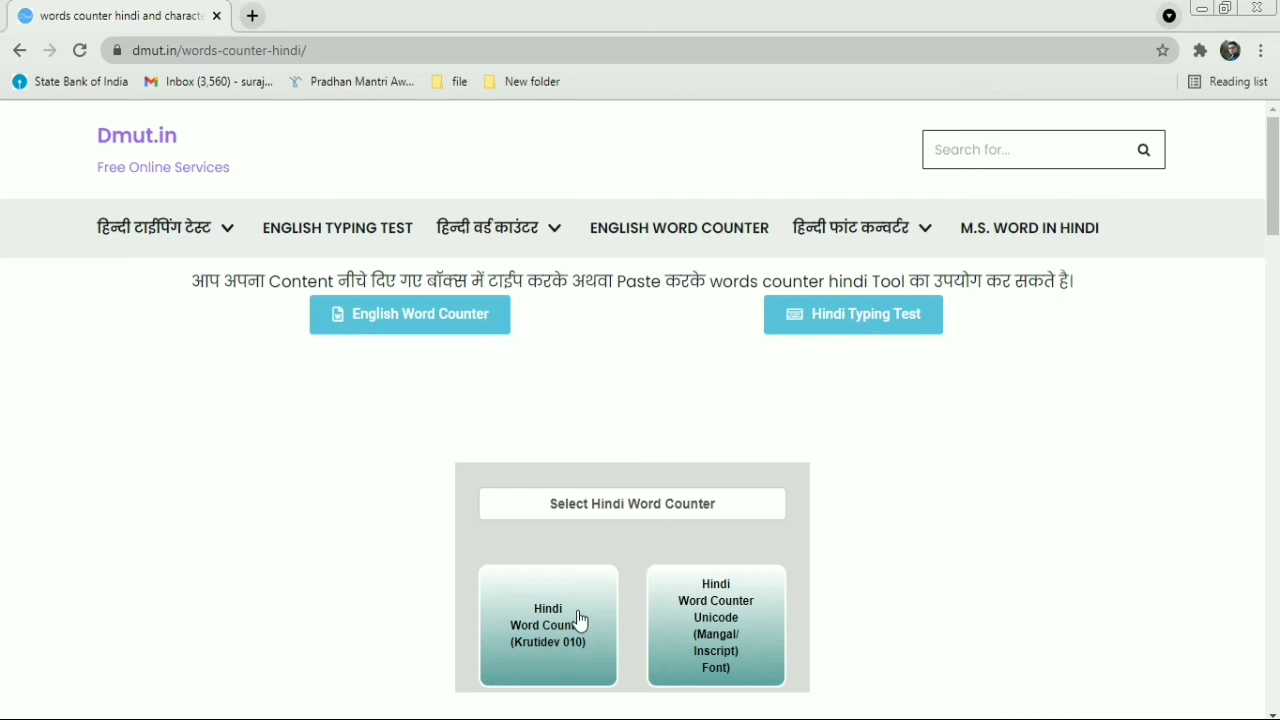 words counter hindi and characte
dmut.in/words-counter-hindi/
State Bank of India
Inbox (3,560) - suraj...
Pradhan Mantri Aw...
file
New folder
Reading list
Dmut.in
Free Online Services
Search for...
हिन्दी टाईपिंग टेस्ट
ENGLISH TYPING TEST
हिन्दी वर्ड काउंटर
ENGLISH WORD COUNTER
हिन्दी फांट कन्वर्टर
M.S. WORD IN HINDI
आप अपना Content नीचे दिए गए बॉक्स में टाईप करके अथवा Paste करके words counter hindi Tool का उपयोग कर सकते है।
English Word Counter
Hindi Typing Test
Select Hindi Word Counter
Hindi
Word Coun
(Krutidev 010)
Hindi
Word Counter
Unicode
(Mangal/
Inscript)
Font)